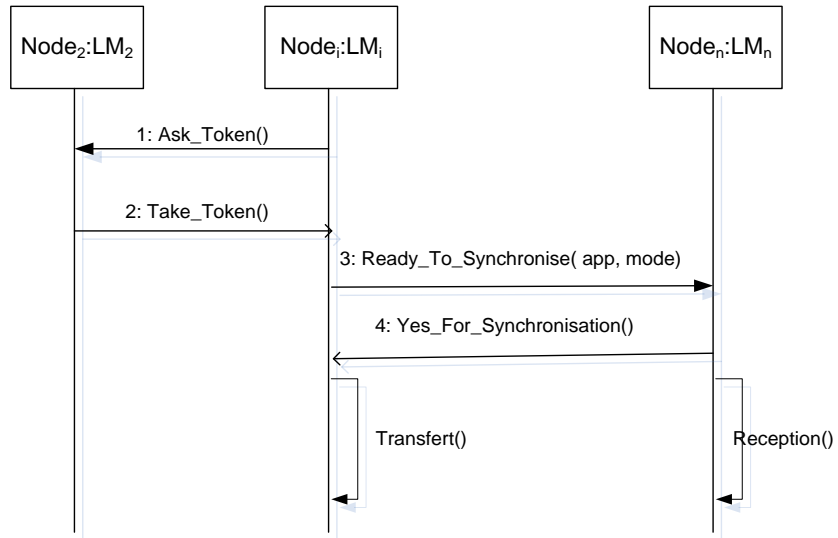 Node₂:LM₂
Nodeᵢ:LMᵢ
Nodeₙ:LMₙ
1: Ask_Token()
2: Take_Token()
3: Ready_To_Synchronise( app, mode)
4: Yes_For_Synchronisation()
Transfert()
Reception()